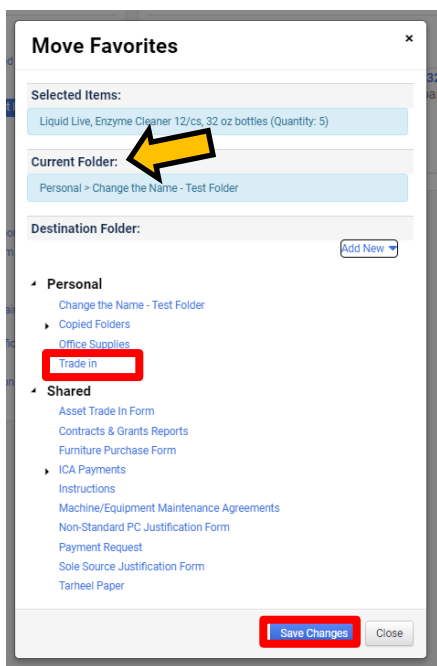 Move Favorites
×
Selected Items:
Liquid Live, Enzyme Cleaner 12/cs, 32 oz bottles (Quantity: 5)
Current Folder:
Personal > Change the Name - Test Folder
Destination Folder:
Add New
Personal
Change the Name - Test Folder
Copied Folders
Office Supplies
Trade in
Shared
Asset Trade In Form
Contracts & Grants Reports
Furniture Purchase Form
ICA Payments
Instructions
Machine/Equipment Maintenance Agreements
Non-Standard PC Justification Form
Payment Request
Sole Source Justification Form
Tarheel Paper
Save Changes
Close